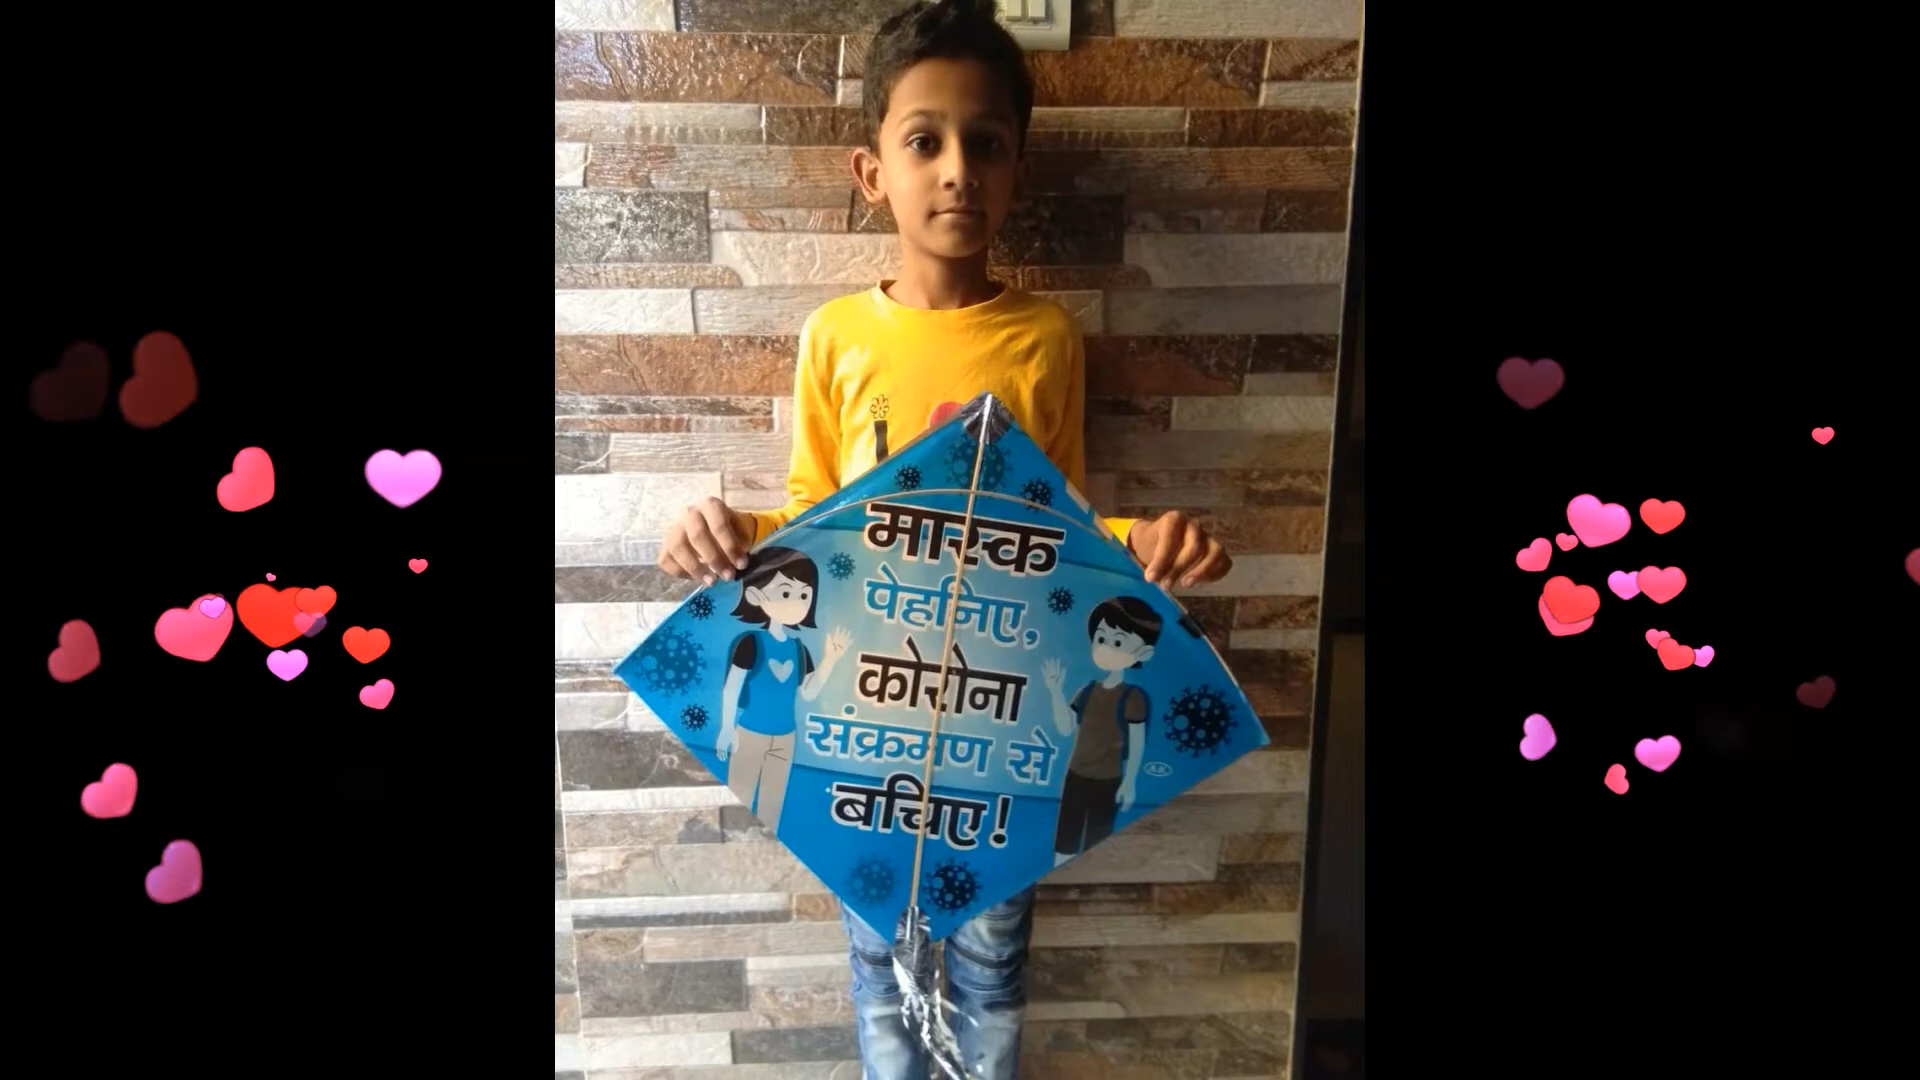 मास्क
पेहनिए,
कोरोना
संक्रमण से
बचिए!
A.K.